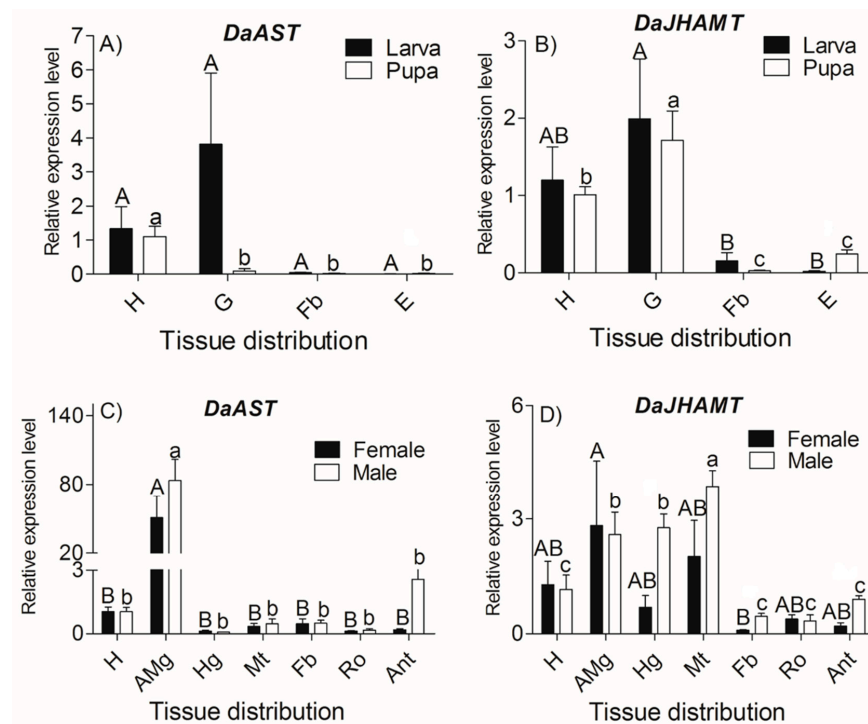 A)
DaAST
Relative expression level
7
6
5
4
3
2
1
0
Larva
Pupa
A
a
A
b
A
b
A
b
H
G
Fb
E
Tissue distribution
B)
DaJHAMT
Relative expression level
3
2
1
0
Larva
Pupa
AB
b
A
a
B
c
B
c
H
G
Fb
E
Tissue distribution
C)
DaAST
Relative expression level
140
80
20
3
0
Female
Male
B
b
A
a
B
b
B
b
B
b
B
b
B
b
H
AMg
Hg
Mt
Fb
Ro
Ant
Tissue distribution
D)
DaJHAMT
Relative expression level
6
3
0
Female
Male
AB
c
A
b
AB
b
AB
a
B
c
AB
c
AB
c
H
AMg
Hg
Mt
Fb
Ro
Ant
Tissue distribution